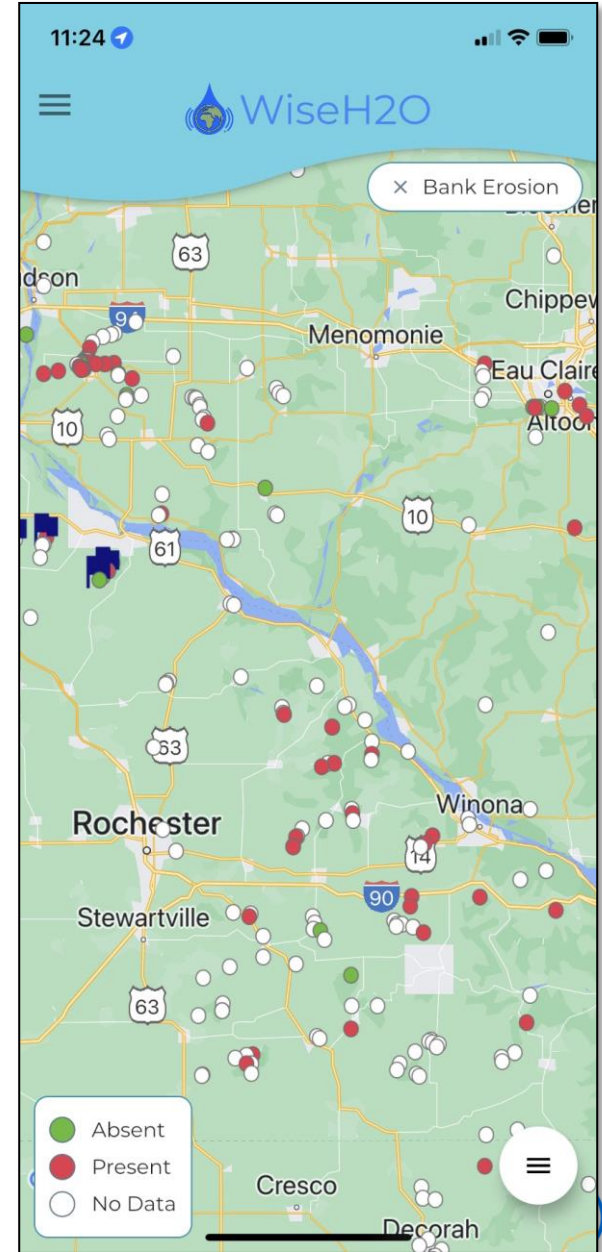 11:24
WiseH2O
× Bank Erosion
63
dson
94
Chippew
Menomonie
Eau Claire
Altoon
10
10
61
63
Winona
Rochester
14
90
Stewartville
63
Absent
Present
No Data
Cresco
Decorah